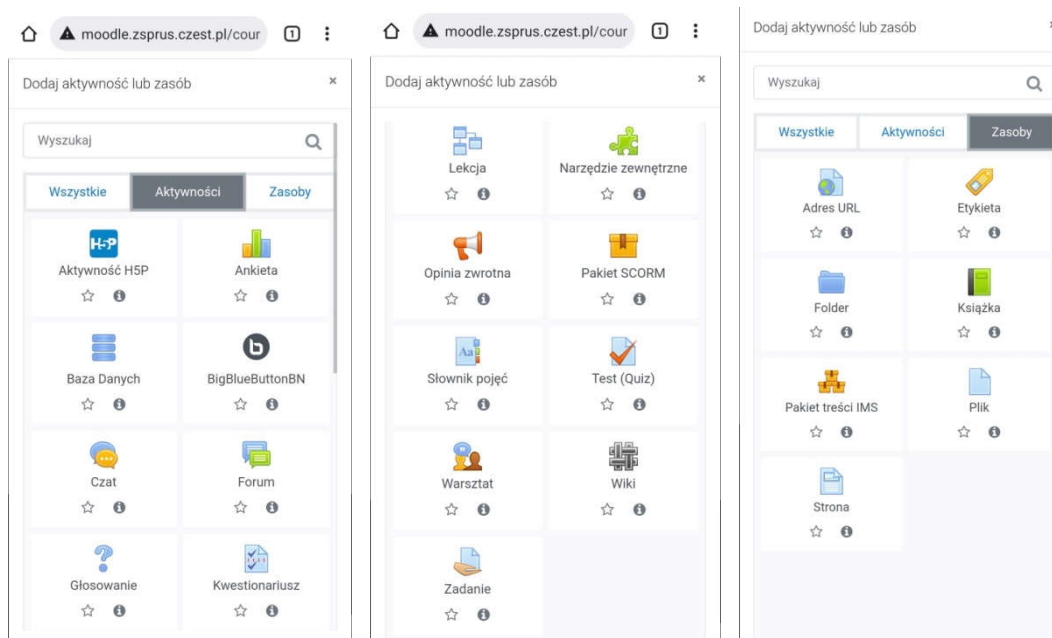 moodle.zsprus.czest.pl/cour
1
Dodaj aktywność lub zasób
×
Wyszukaj
Wszystkie
Aktywności
Zasoby
H-P
Aktywność H5P
Ankieta
Baza Danych
b
BigBlueButtonBN
Czat
Forum
Głosowanie
Kwestionariusz
moodle.zsprus.czest.pl/cour
1
Dodaj aktywność lub zasób
×
Lekcja
Narzędzie zewnętrzne
Opinia zwrotna
Pakiet SCORM
Aa
Słownik pojęć
Test (Quiz)
Warsztat
Wiki
Zadanie
Dodaj aktywność lub zasób
Wyszukaj
Wszystkie
Aktywności
Zasoby
Adres URL
Etykieta
Folder
Książka
Pakiet treści IMS
Plik
Strona